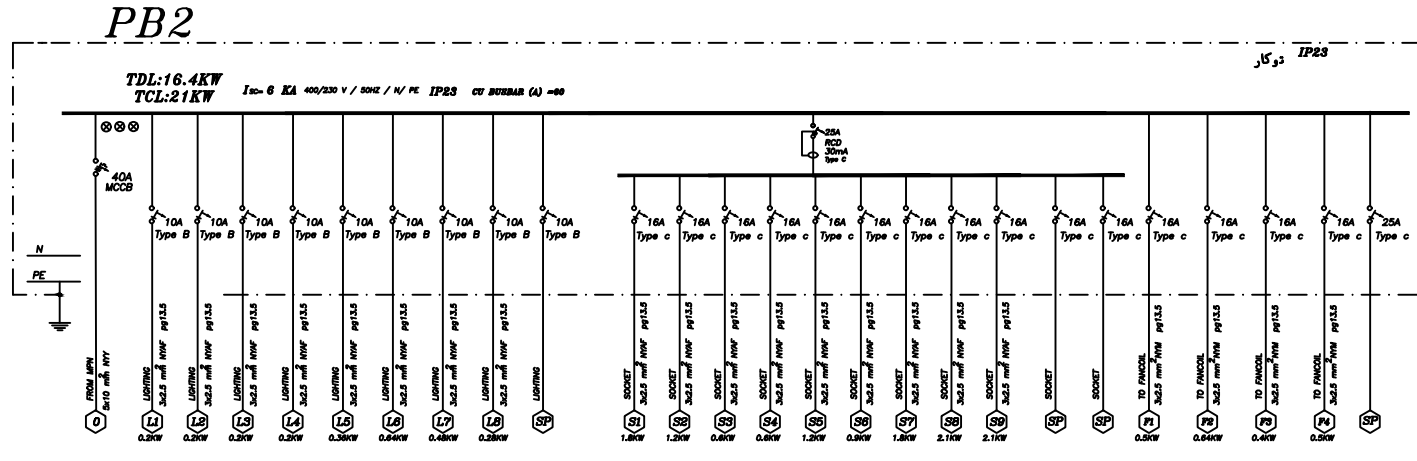 PB2
توکار IP23
TDL:16.4KW
TCL:21KW
Isc= 6 KA 400/230 V / 50HZ / N/ PE IP23 CU BUSBAR (A) =60
25A
RCD
30mA
Type C
40A
MCCB
10A 10A 10A 10A 10A 10A 10A 10A 10A 16A 16A 16A 16A 16A 16A 16A 16A 16A 16A 16A 16A 16A 16A 16A 25A
Type B Type B Type B Type B Type B Type B Type B Type B Type B Type c Type c Type c Type c Type c Type c Type c Type c Type c Type c Type c Type c Type c Type c Type c Type c
N
PE
FROM MPN
5x10 mm² NYY
LIGHTING
3x2.5 mm² NYAF pg13.5
LIGHTING
3x2.5 mm² NYAF pg13.5
LIGHTING
3x2.5 mm² NYAF pg13.5
LIGHTING
3x2.5 mm² NYAF pg13.5
LIGHTING
3x2.5 mm² NYAF pg13.5
LIGHTING
3x2.5 mm² NYAF pg13.5
LIGHTING
3x2.5 mm² NYAF pg13.5
LIGHTING
3x2.5 mm² NYAF pg13.5
LIGHTING
SOCKET
3x2.5 mm² NYAF pg13.5
SOCKET
3x2.5 mm² NYAF pg13.5
SOCKET
3x2.5 mm² NYAF pg13.5
SOCKET
3x2.5 mm² NYAF pg13.5
SOCKET
3x2.5 mm² NYAF pg13.5
SOCKET
3x2.5 mm² NYAF pg13.5
SOCKET
3x2.5 mm² NYAF pg13.5
SOCKET
3x2.5 mm² NYAF pg13.5
SOCKET
3x2.5 mm² NYAF pg13.5
SOCKET
SOCKET
TO FANCOIL
3x2.5 mm² NYM pg13.5
TO FANCOIL
3x2.5 mm² NYM pg13.5
TO FANCOIL
3x2.5 mm² NYM pg13.5
TO FANCOIL
3x2.5 mm² NYM pg13.5
0 L1 L2 L3 L4 L5 L6 L7 L8 SP S1 S2 S3 S4 S5 S6 S7 S8 S9 SP SP F1 F2 F3 F4 SP
0.2KW 0.2KW 0.2KW 0.2KW 0.36KW 0.64KW 0.48KW 0.28KW 1.8KW 1.2KW 0.6KW 0.6KW 1.2KW 0.9KW 1.8KW 2.1KW 2.1KW 0.5KW 0.64KW 0.4KW 0.5KW